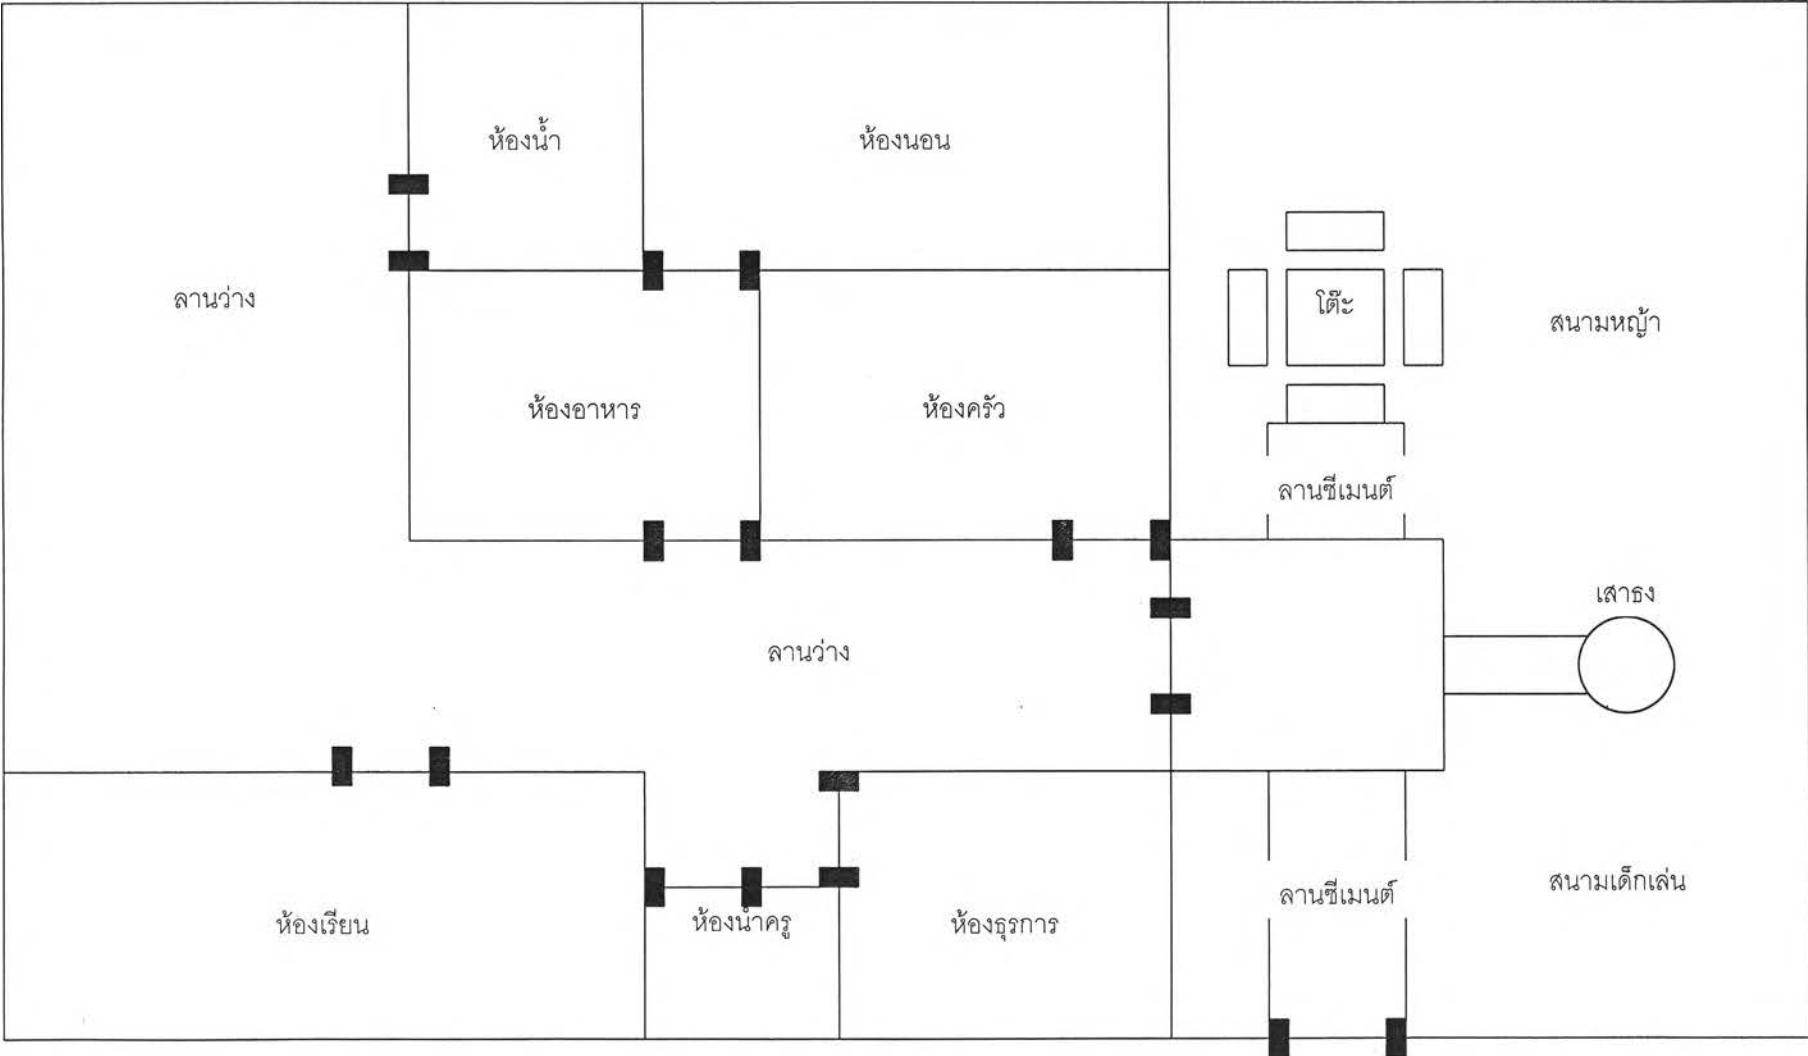 ห้องน้ำ
ห้องนอน
ลานว่าง
โต๊ะ
สนามหญ้า
ห้องอาหาร
ห้องครัว
ลานซีเมนต์
เสาธง
ลานว่าง
ห้องเรียน
ห้องน้ำครู
ห้องธุรการ
ลานซีเมนต์
สนามเด็กเล่น